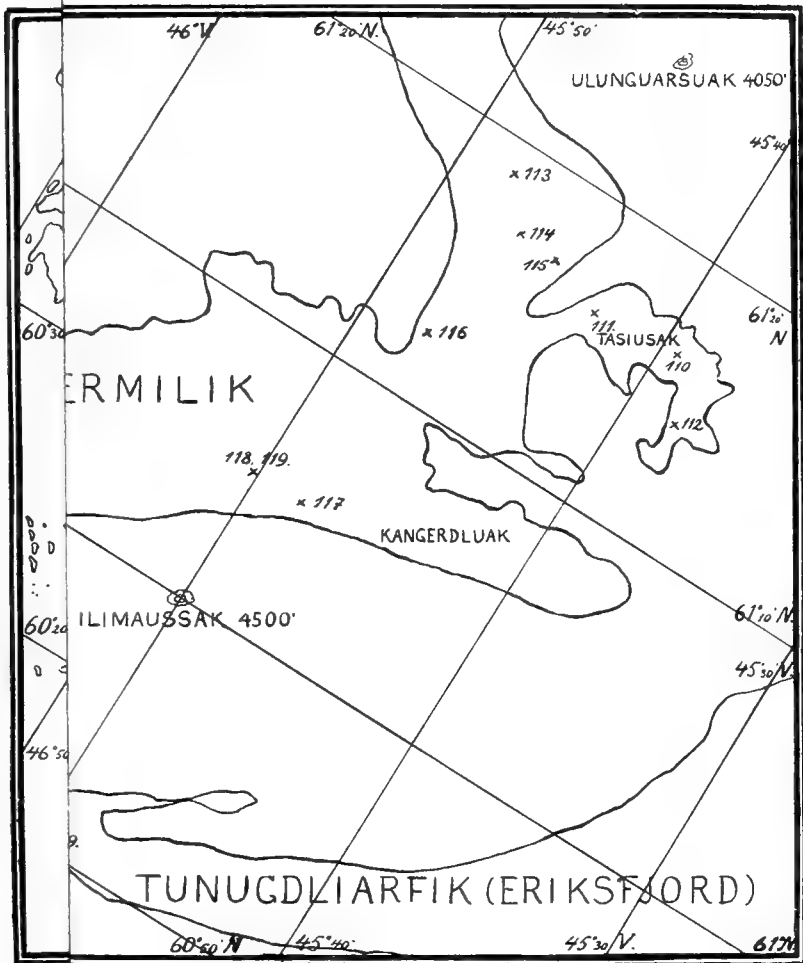 46°V.
61°20'N.
45°50'
ULUNGUARSUAK 4050'
45°40'
×113
×114
115×
60°30'
×116
111.
TASIUSAK
110
61°20'
N
ERMILIK
×112
118. 119.
×117
KANGERDLUAK
ILIMAUSSAK 4500'
60°20'
61°10'N.
45°30'N.
46°50'
9.
TUNUGDLIARFIK (ERIKSFJORD)
60°50'N
45°40'
45°30'V.
61°N.